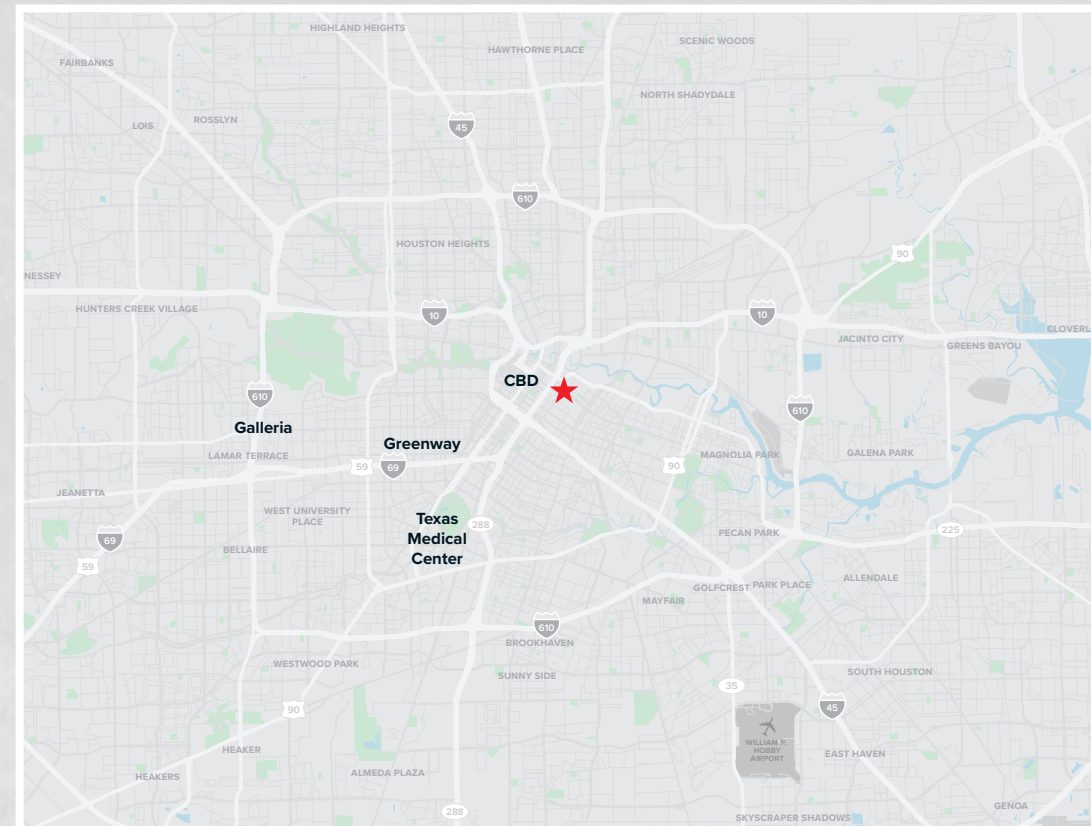 HIGHLAND HEIGHTS
SCENIC WOODS
HAWTHORNE PLACE
FAIRBANKS
NORTH SHADYDALE
ROSSLYN
LOIS
45
610
HOUSTON HEIGHTS
90
NESSEY
HUNTERS CREEK VILLAGE
10
10
CLOVERL
JACINTO CITY
GREENS BAYOU
CBD
610
610
Galleria
Greenway
LAMAR TERRACE
MAGNOLIA PARK
GALENA PARK
59
69
90
JEANETTA
WEST UNIVERSITY
PLACE
Texas
Medical
Center
288
225
PECAN PARK
69
BELLAIRE
59
ALLENDALE
GOLFCREST
PARK PLACE
MAYFAIR
610
BROOKHAVEN
WESTWOOD PARK
SUNNY SIDE
SOUTH HOUSTON
35
90
45
WILLIAM P.
HOBBY
AIRPORT
HEAKER
EAST HAVEN
HEAKERS
ALMEDA PLAZA
GENOA
288
SKYSCRAPER SHADOWS